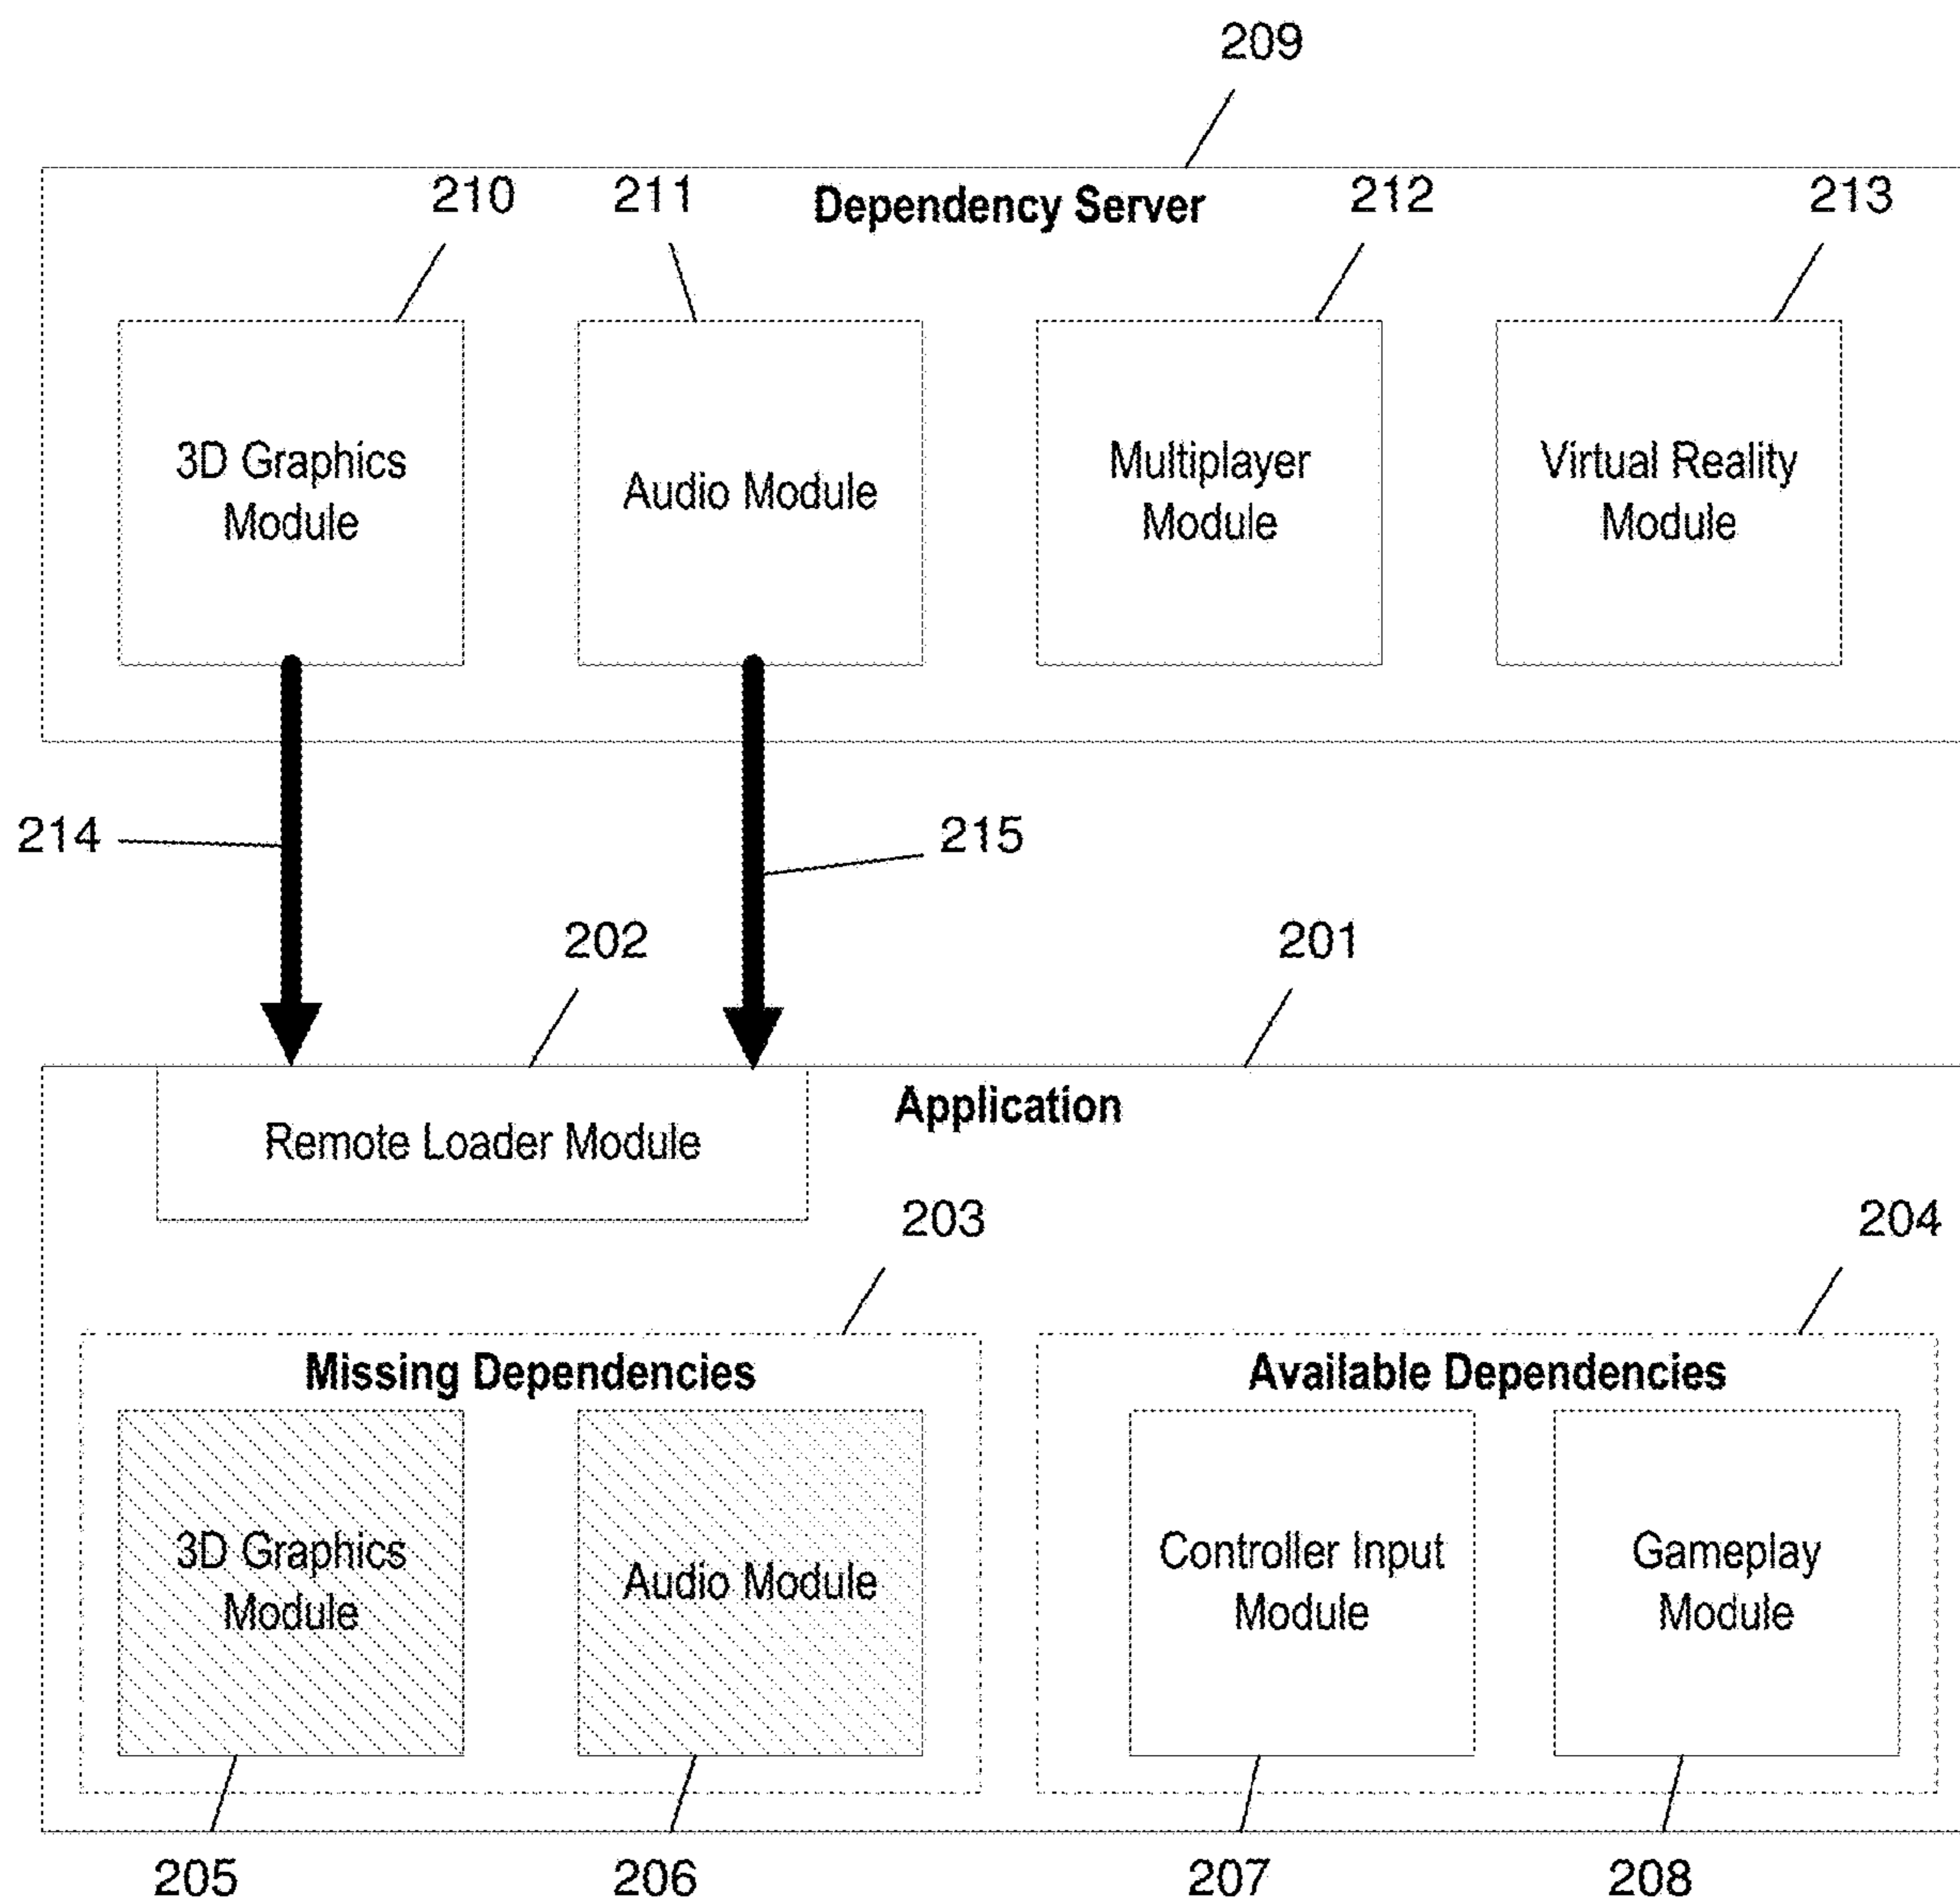 209
210
211
Dependency Server
212
213
3D Graphics
Module
Audio Module
Multiplayer
Module
Virtual Reality
Module
214
215
202
201
Application
Remote Loader Module
203
204
Missing Dependencies
Available Dependencies
3D Graphics
Module
Audio Module
Controller Input
Module
Gameplay
Module
205
206
207
208